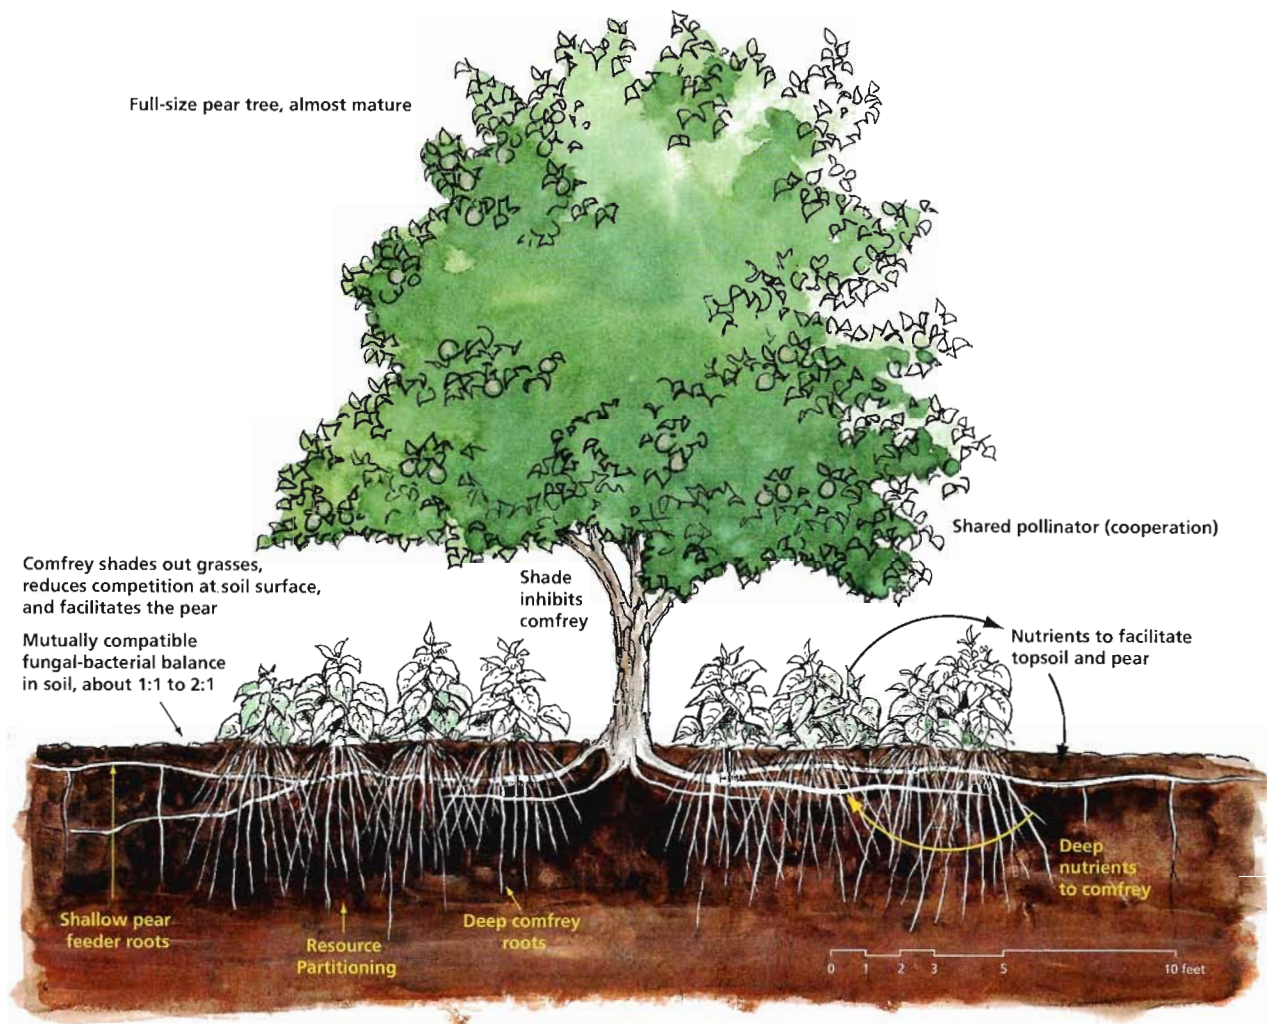 Full-size pear tree, almost mature
Shared pollinator (cooperation)
Comfrey shades out grasses,
reduces competition at soil surface,
and facilitates the pear
Shade
inhibits
comfrey
Mutually compatible
fungal-bacterial balance
in soil, about 1:1 to 2:1
Nutrients to facilitate
topsoil and pear
Deep
nutrients
to comfrey
Shallow pear
feeder roots
Resource
Partitioning
Deep comfrey
roots
0 1 2 3 5 10 feet